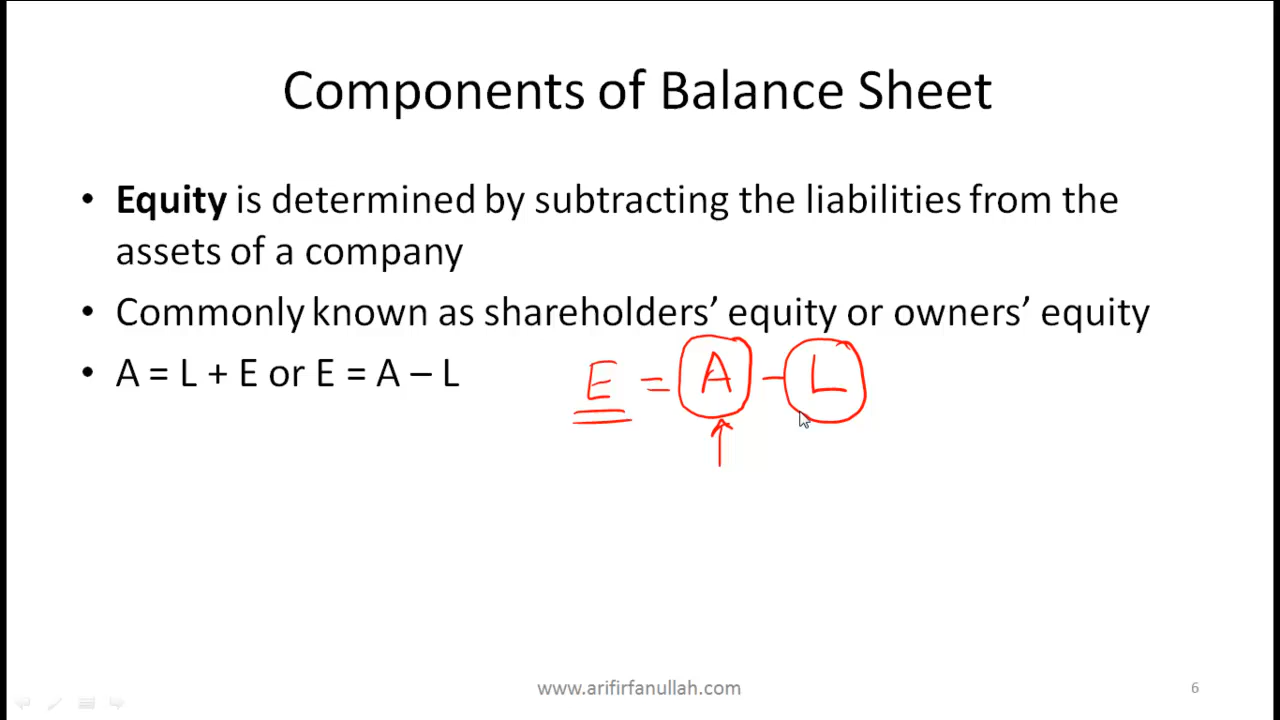 Components of Balance Sheet
• Equity is determined by subtracting the liabilities from the
assets of a company
• Commonly known as shareholders’ equity or owners’ equity
• A = L + E or E = A – L
E = A - L
www.arifirfanullah.com
6